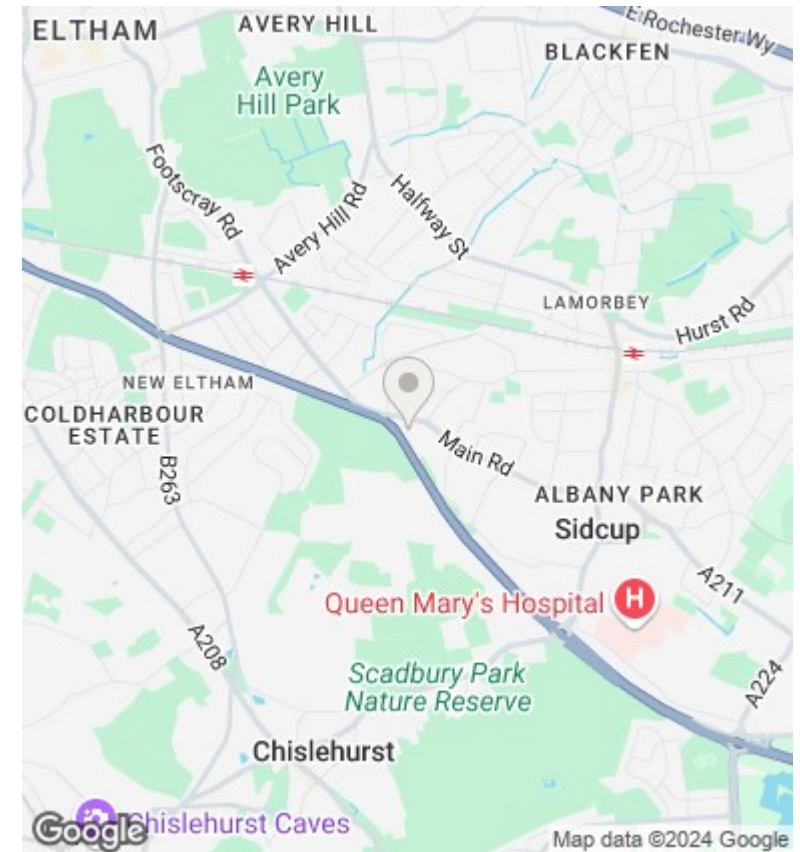 ELTHAM
AVERY HILL
E Rochester Wy
BLACKFEN
Avery
Hill Park
Footscray Rd
Avery Hill Rd
Halfway St
LAMORBEY
Hurst Rd
NEW ELTHAM
COLDHARBOUR
ESTATE
B263
Main Rd
ALBANY PARK
Sidcup
A211
Queen Mary's Hospital
H
A208
A224
Scadbury Park
Nature Reserve
Chislehurst
Chislehurst Caves
Google
Map data ©2024 Google